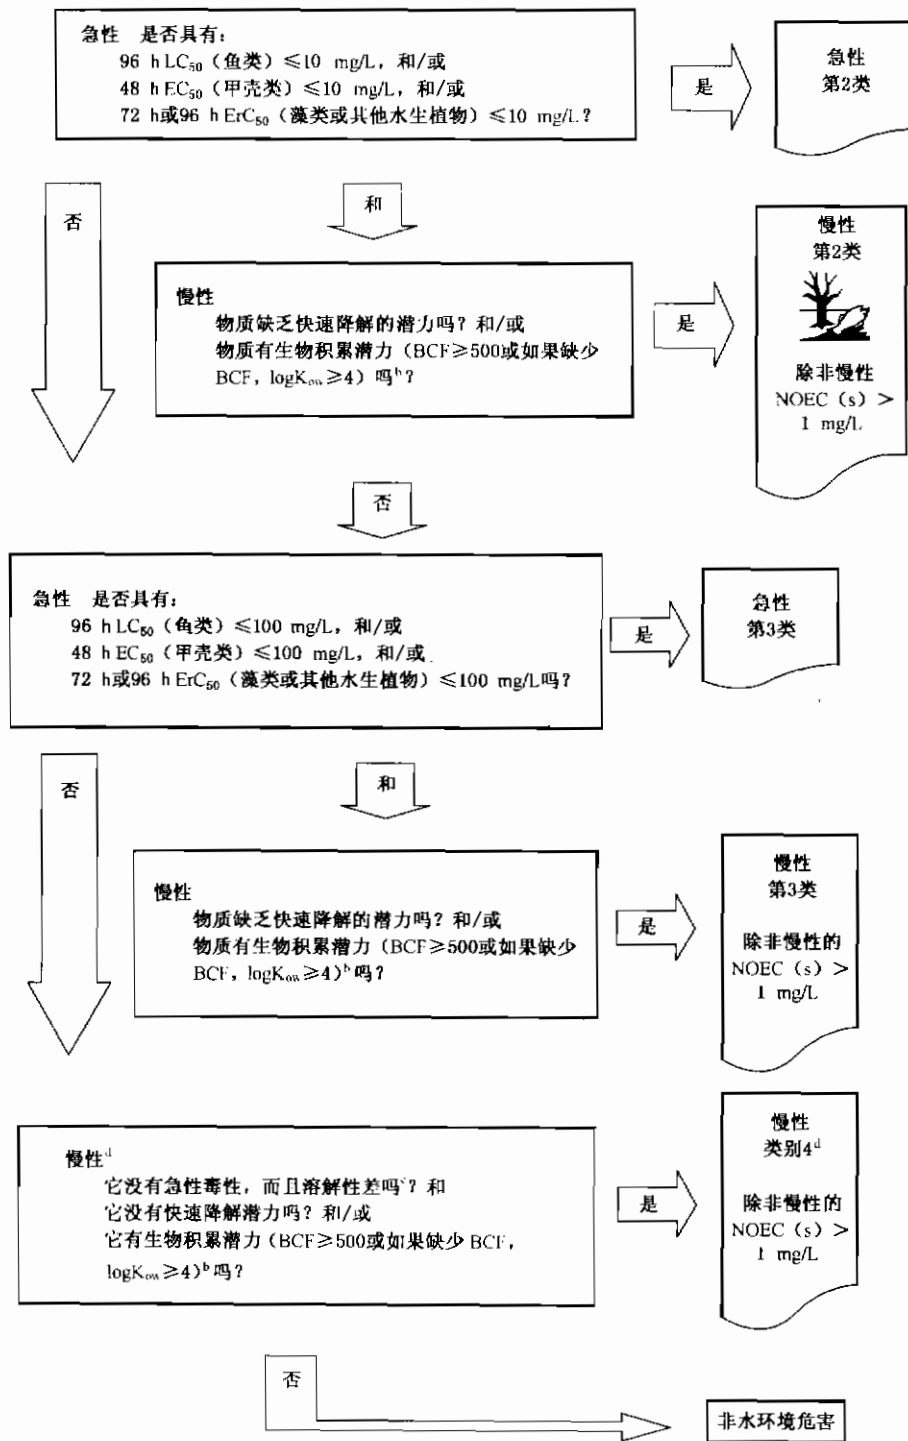 急性 是否具有:
96 h LC50（鱼类）≤10 mg/L，和/或
48 h EC50（甲壳类）≤10 mg/L，和/或
72 h或96 h ErC50（藻类或其他水生植物）≤10 mg/L?
是
急性
第2类
否
和
慢性
物质缺乏快速降解的潜力吗? 和/或
物质有生物积累潜力（BCF≥500或如果缺少
BCF, logKow≥4）吗b?
是
慢性
第2类
除非慢性
NOEC（s）>
1 mg/L
否
急性 是否具有:
96 h LC50（鱼类）≤100 mg/L，和/或
48 h EC50（甲壳类）≤100 mg/L，和/或
72 h或96 h ErC50（藻类或其他水生植物）≤100 mg/L吗?
是
急性
第3类
否
和
慢性
物质缺乏快速降解的潜力吗? 和/或
物质有生物积累潜力（BCF≥500或如果缺少
BCF, logKow≥4）b吗?
是
慢性
第3类
除非慢性的
NOEC（s）>
1 mg/L
慢性d
它没有急性毒性，而且溶解性差吗c? 和
它没有快速降解潜力吗? 和/或
它有生物积累潜力（BCF≥500或如果缺少 BCF,
logKow≥4）b吗?
是
慢性
类别4d
除非慢性的
NOEC（s）>
1 mg/L
否
非水环境危害